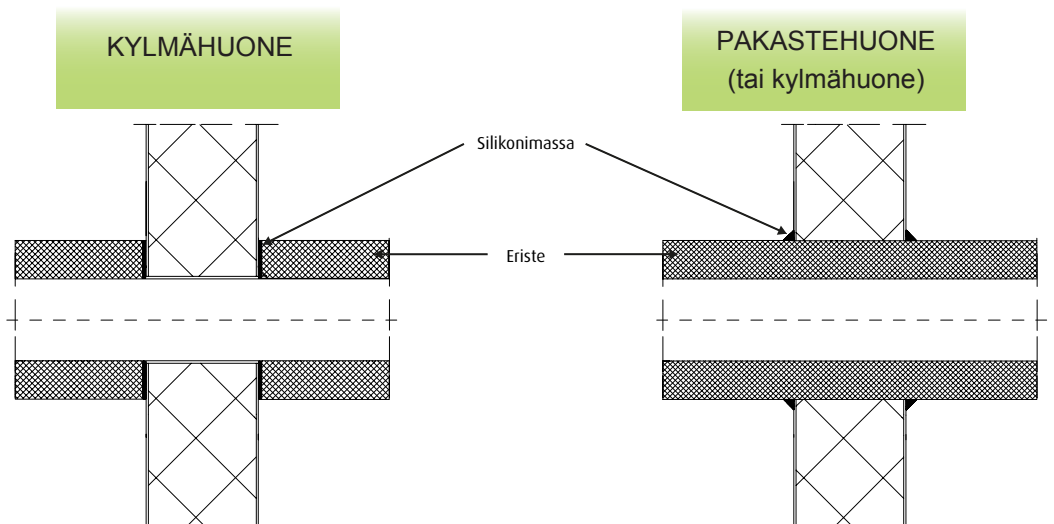 KYLMÄHUONE
PAKASTEHUONE
(tai kylmähuone)
Silikonimassa
Eriste